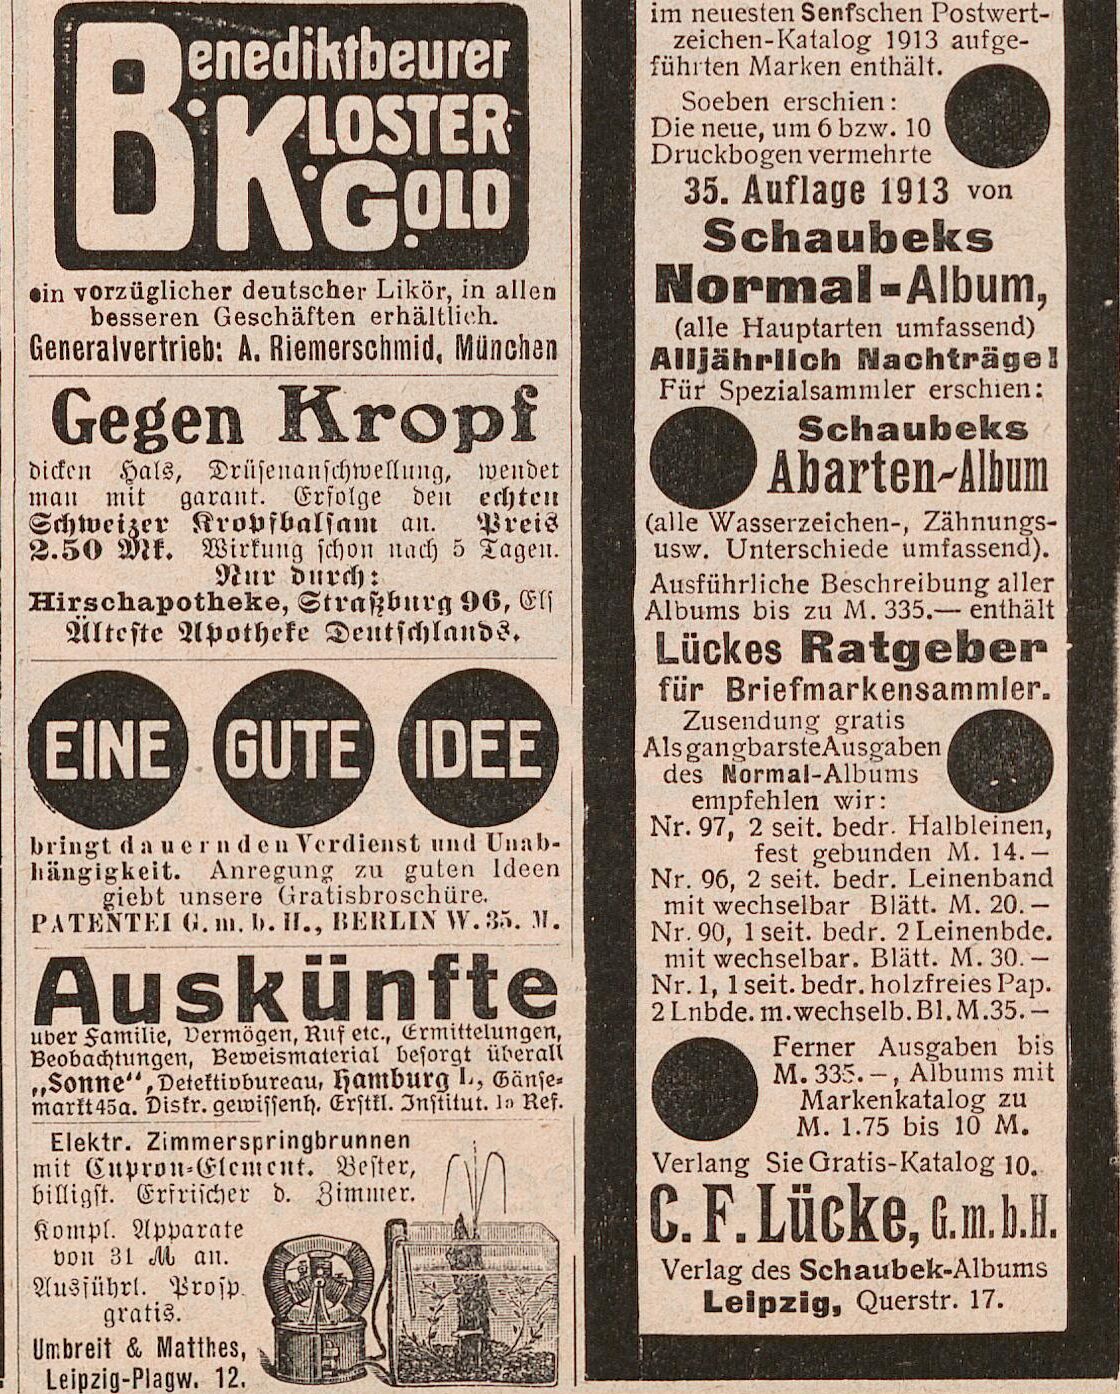 Benediktbeurer
KLOSTER
GOLD
ein vorzüglicher deutscher Likör, in allen
besseren Geschäften erhältlich.
Generalvertrieb: A. Riemerschmid, München
Gegen Kropf
dicken Hals, Drüsenanschwellung, wendet
man mit garant. Erfolge den echten
Schweizer Kropfbalsam an. Preis
2.50 Mk. Wirkung schon nach 5 Tagen.
Nur durch:
Hirschapotheke, Straßburg 96, Els
Älteste Apotheke Deutschlands.
EINE GUTE IDEE
bringt dauernden Verdienst und Unab-
hängigkeit. Anregung zu guten Ideen
giebt unsere Gratisbroschüre.
PATENTEI G. m. b. H., BERLIN W. 35. M.
Auskünfte
über Familie, Vermögen, Ruf etc., Ermittelungen,
Beobachtungen, Beweismaterial besorgt überall
„Sonne“, Detektivbureau, Hamburg I., Gänse-
markt 45a. Diskr. gewissenh. Erstkl. Institut. Ia Ref.
Elektr. Zimmerspringbrunnen
mit Cupron-Element. Bester,
billigst. Erfrischer d. Zimmer.
Kompl. Apparate
von 31 M an.
Ausführl. Prosp.
gratis.
Umbreit & Matthes,
Leipzig-Plagw. 12.
im neuesten Senfschen Postwert-
zeichen-Katalog 1913 aufge-
führten Marken enthält.
Soeben erschien:
Die neue, um 6 bzw. 10
Druckbogen vermehrte
35. Auflage 1913 von
Schaubeks
Normal-Album,
(alle Hauptarten umfassend)
Alljährlich Nachträge!
Für Spezialsammler erschien:
Schaubeks
Abarten-Album
(alle Wasserzeichen-, Zähnungs-
usw. Unterschiede umfassend).
Ausführliche Beschreibung aller
Albums bis zu M. 335.— enthält
Lückes Ratgeber
für Briefmarkensammler.
Zusendung gratis
Als gangbarste Ausgaben
des Normal-Albums
empfehlen wir:
Nr. 97, 2 seit. bedr. Halbleinen,
fest gebunden M. 14.—
Nr. 96, 2 seit. bedr. Leinenband
mit wechselbar Blätt. M. 20.—
Nr. 90, 1 seit. bedr. 2 Leinenbde.
mit wechselbar. Blätt. M. 30.—
Nr. 1, 1 seit. bedr. holzfreies Pap.
2 Lnbde. m. wechselb. Bl. M. 35.—
Ferner Ausgaben bis
M. 335.—, Albums mit
Markenkatalog zu
M. 1.75 bis 10 M.
Verlang Sie Gratis-Katalog 10.
C. F. Lücke, G.m.b.H.
Verlag des Schaubek-Albums
Leipzig, Querstr. 17.